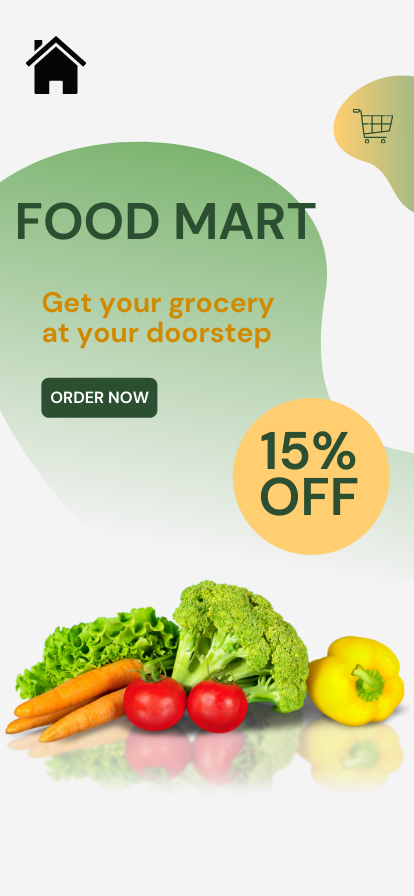 FOOD MART
Get your grocery
at your doorstep
ORDER NOW
15%
OFF